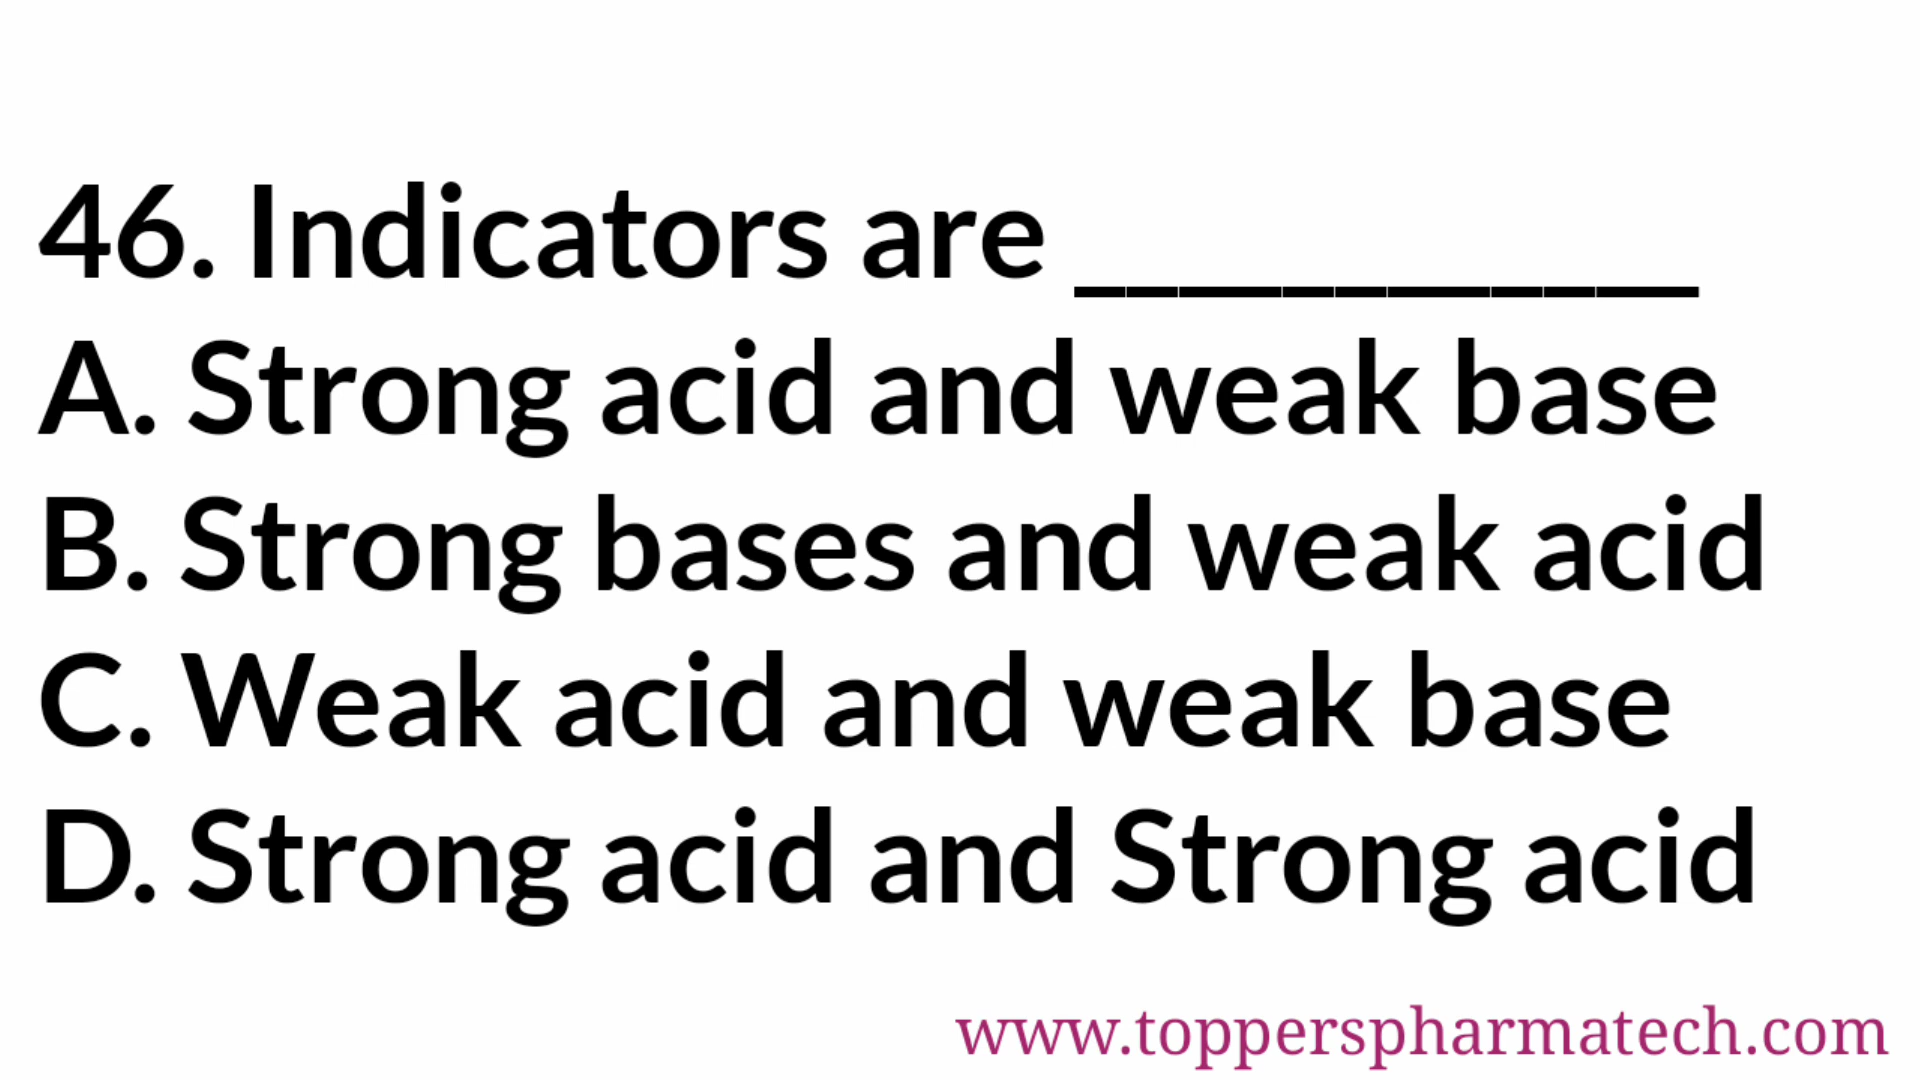 46. Indicators are ____________
A. Strong acid and weak base
B. Strong bases and weak acid
C. Weak acid and weak base
D. Strong acid and Strong acid
www.topperspharmatech.com